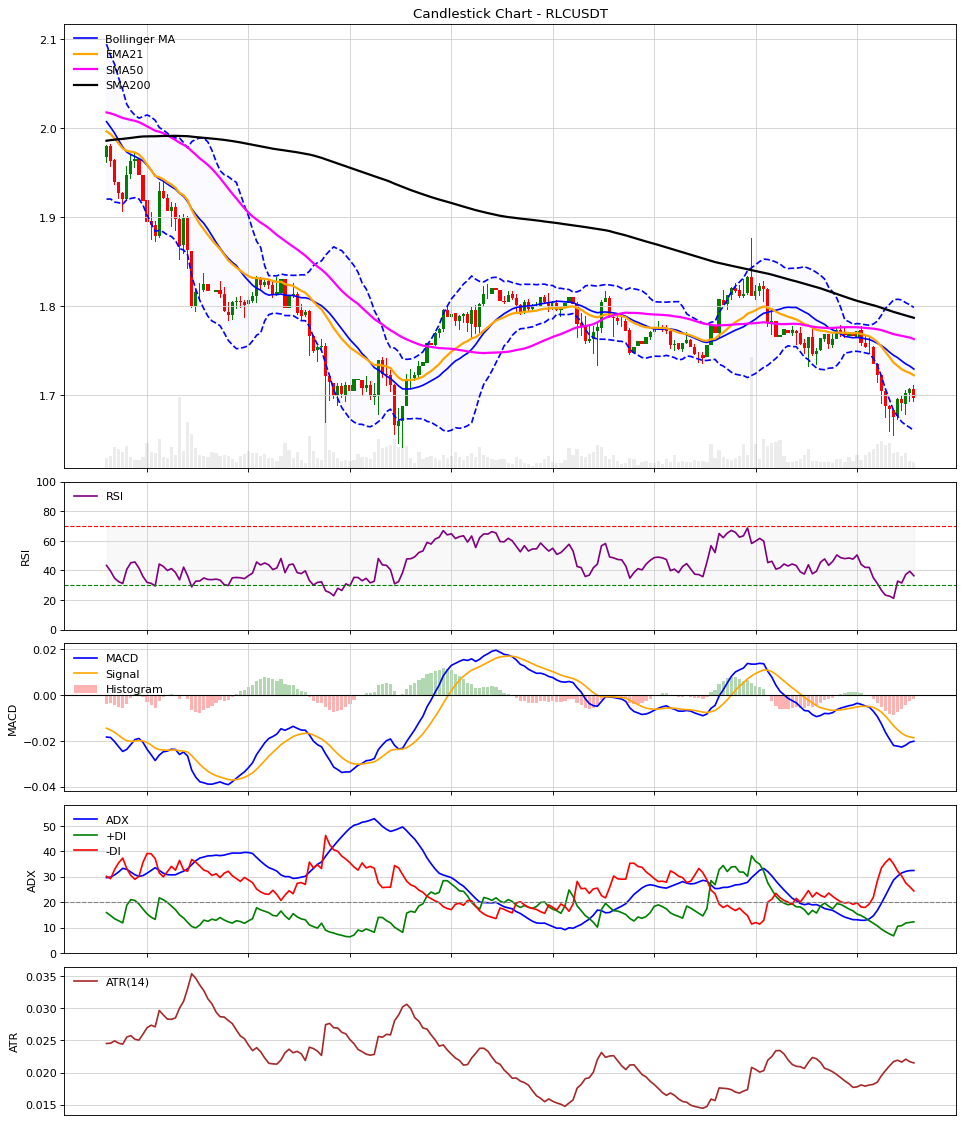 Candlestick Chart - RLCUSDT
Bollinger MA
EMA21
SMA50
SMA200
2.1
2.0
1.9
1.8
1.7
RSI
100
80
60
40
20
0
RSI
MACD
Signal
Histogram
0.02
0.00
−0.02
−0.04
MACD
ADX
+DI
-DI
50
40
30
20
10
0
ADX
ATR(14)
0.035
0.030
0.025
0.020
0.015
ATR